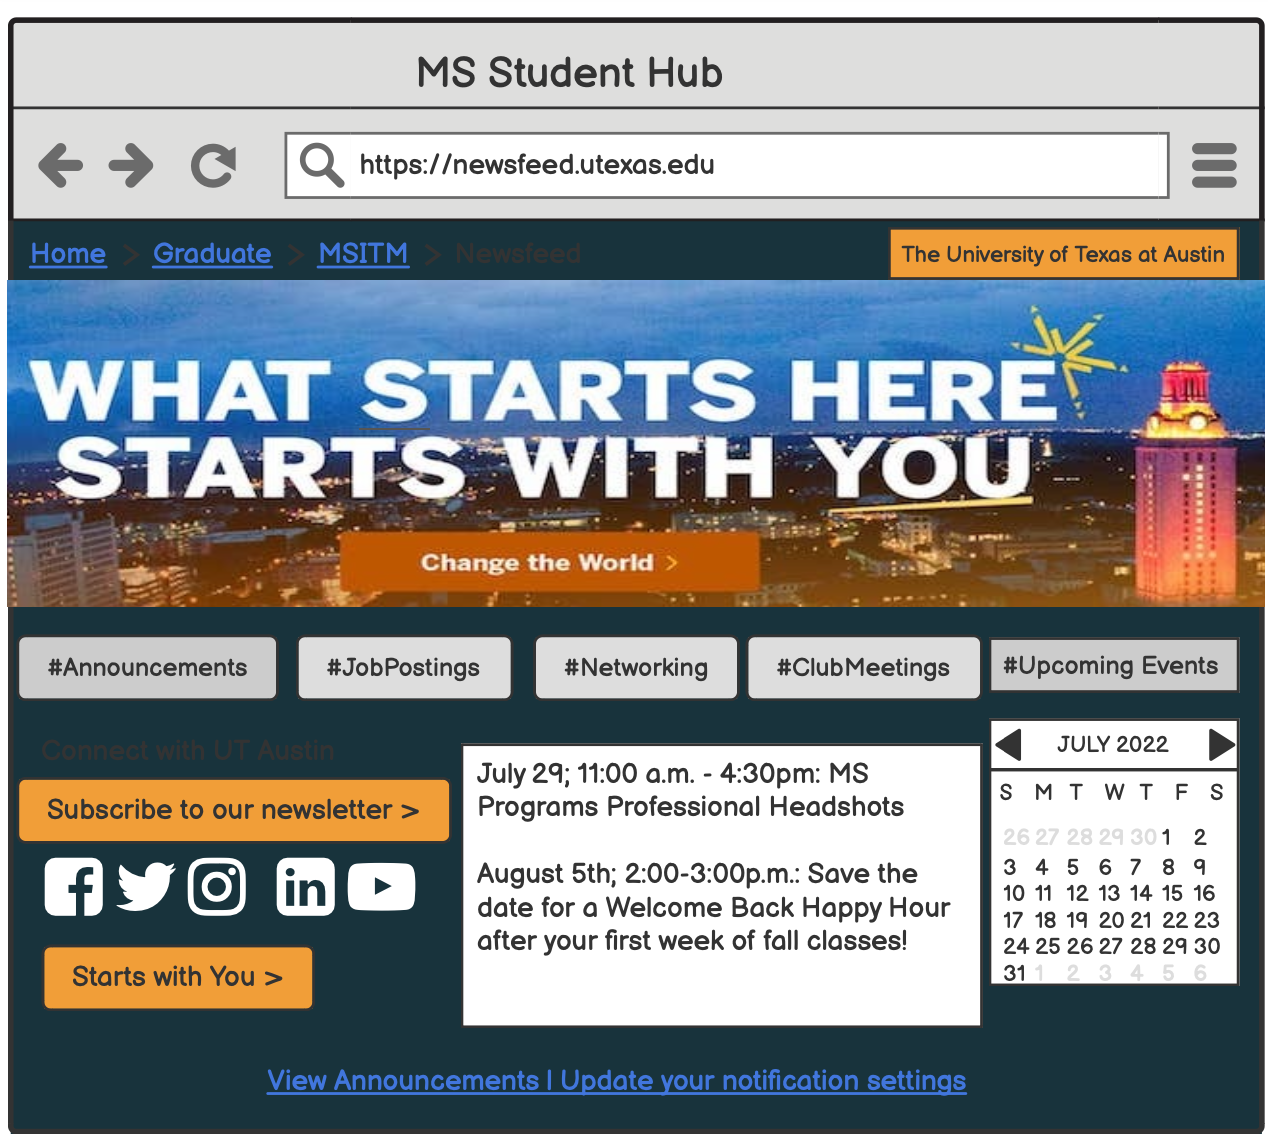 MS Student Hub
https://newsfeed.utexas.edu
Home > Graduate > MSITM > Newsfeed
The University of Texas at Austin
WHAT STARTS HERE
STARTS WITH YOU
Change the World >
#Announcements
#JobPostings
#Networking
#ClubMeetings
#Upcoming Events
Connect with UT Austin
Subscribe to our newsletter >
in
Starts with You >
July 29; 11:00 a.m. - 4:30pm: MS
Programs Professional Headshots
August 5th; 2:00-3:00p.m.: Save the
date for a Welcome Back Happy Hour
after your first week of fall classes!
JULY 2022
S M T W T F S
26 27 28 29 30 1 2
3 4 5 6 7 8 9
10 11 12 13 14 15 16
17 18 19 20 21 22 23
24 25 26 27 28 29 30
31 1 2 3 4 5 6
View Announcements | Update your notification settings